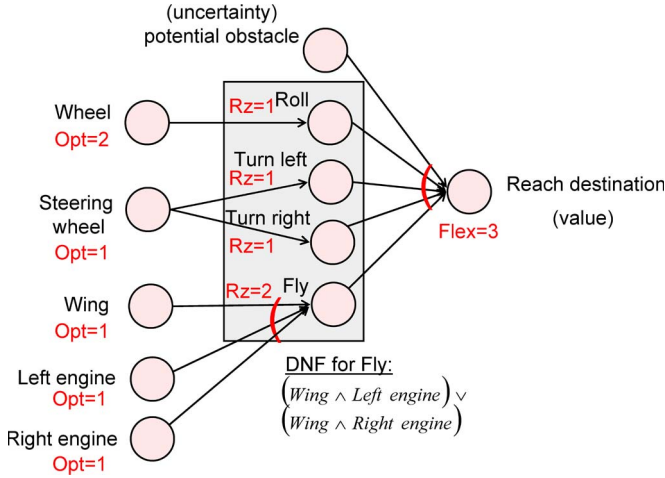 (uncertainty)
potential obstacle
Wheel
Opt=2
Rz=1
Roll
Turn left
Rz=1
Steering
wheel
Opt=1
Turn right
Rz=1
Reach destination
(value)
Flex=3
Wing
Opt=1
Rz=2
Fly
Left engine
Opt=1
Right engine
Opt=1
DNF for Fly:
(Wing ∧ Left engine) ∨
(Wing ∧ Right engine)